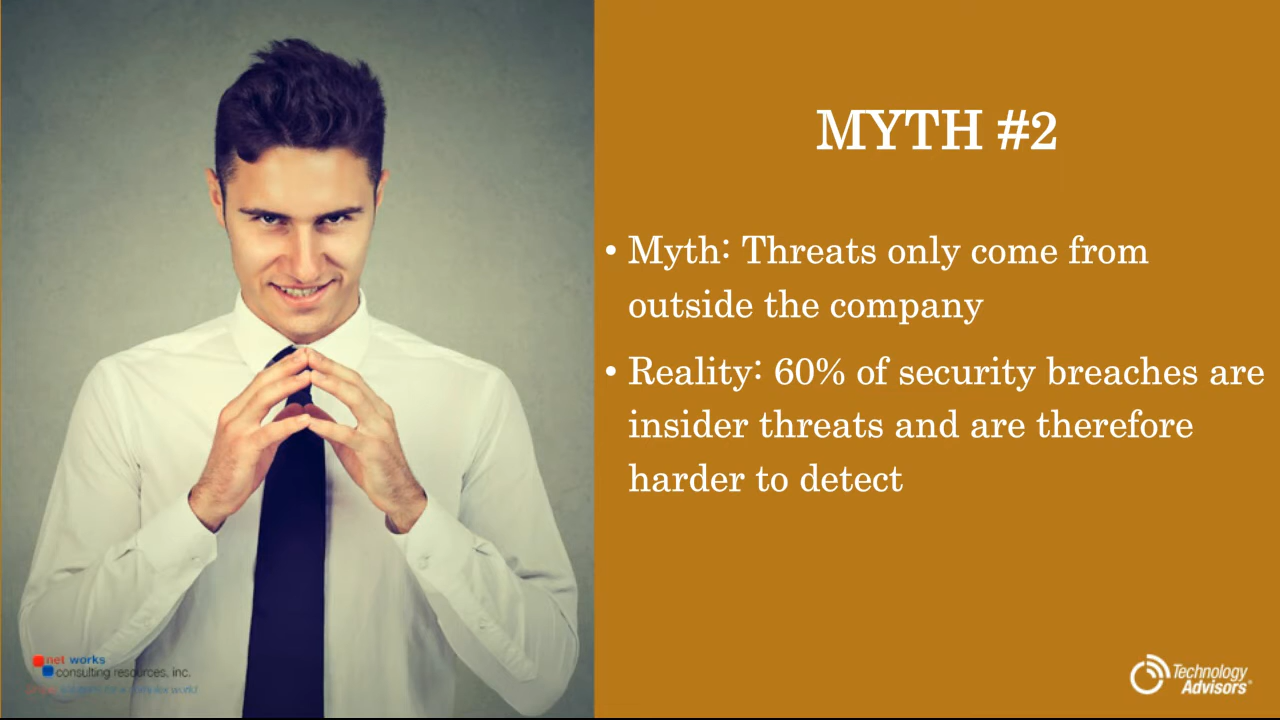 MYTH #2
• Myth: Threats only come from
outside the company
• Reality: 60% of security breaches are
insider threats and are therefore
harder to detect
net works
consulting resources, inc.
Technology
Advisors